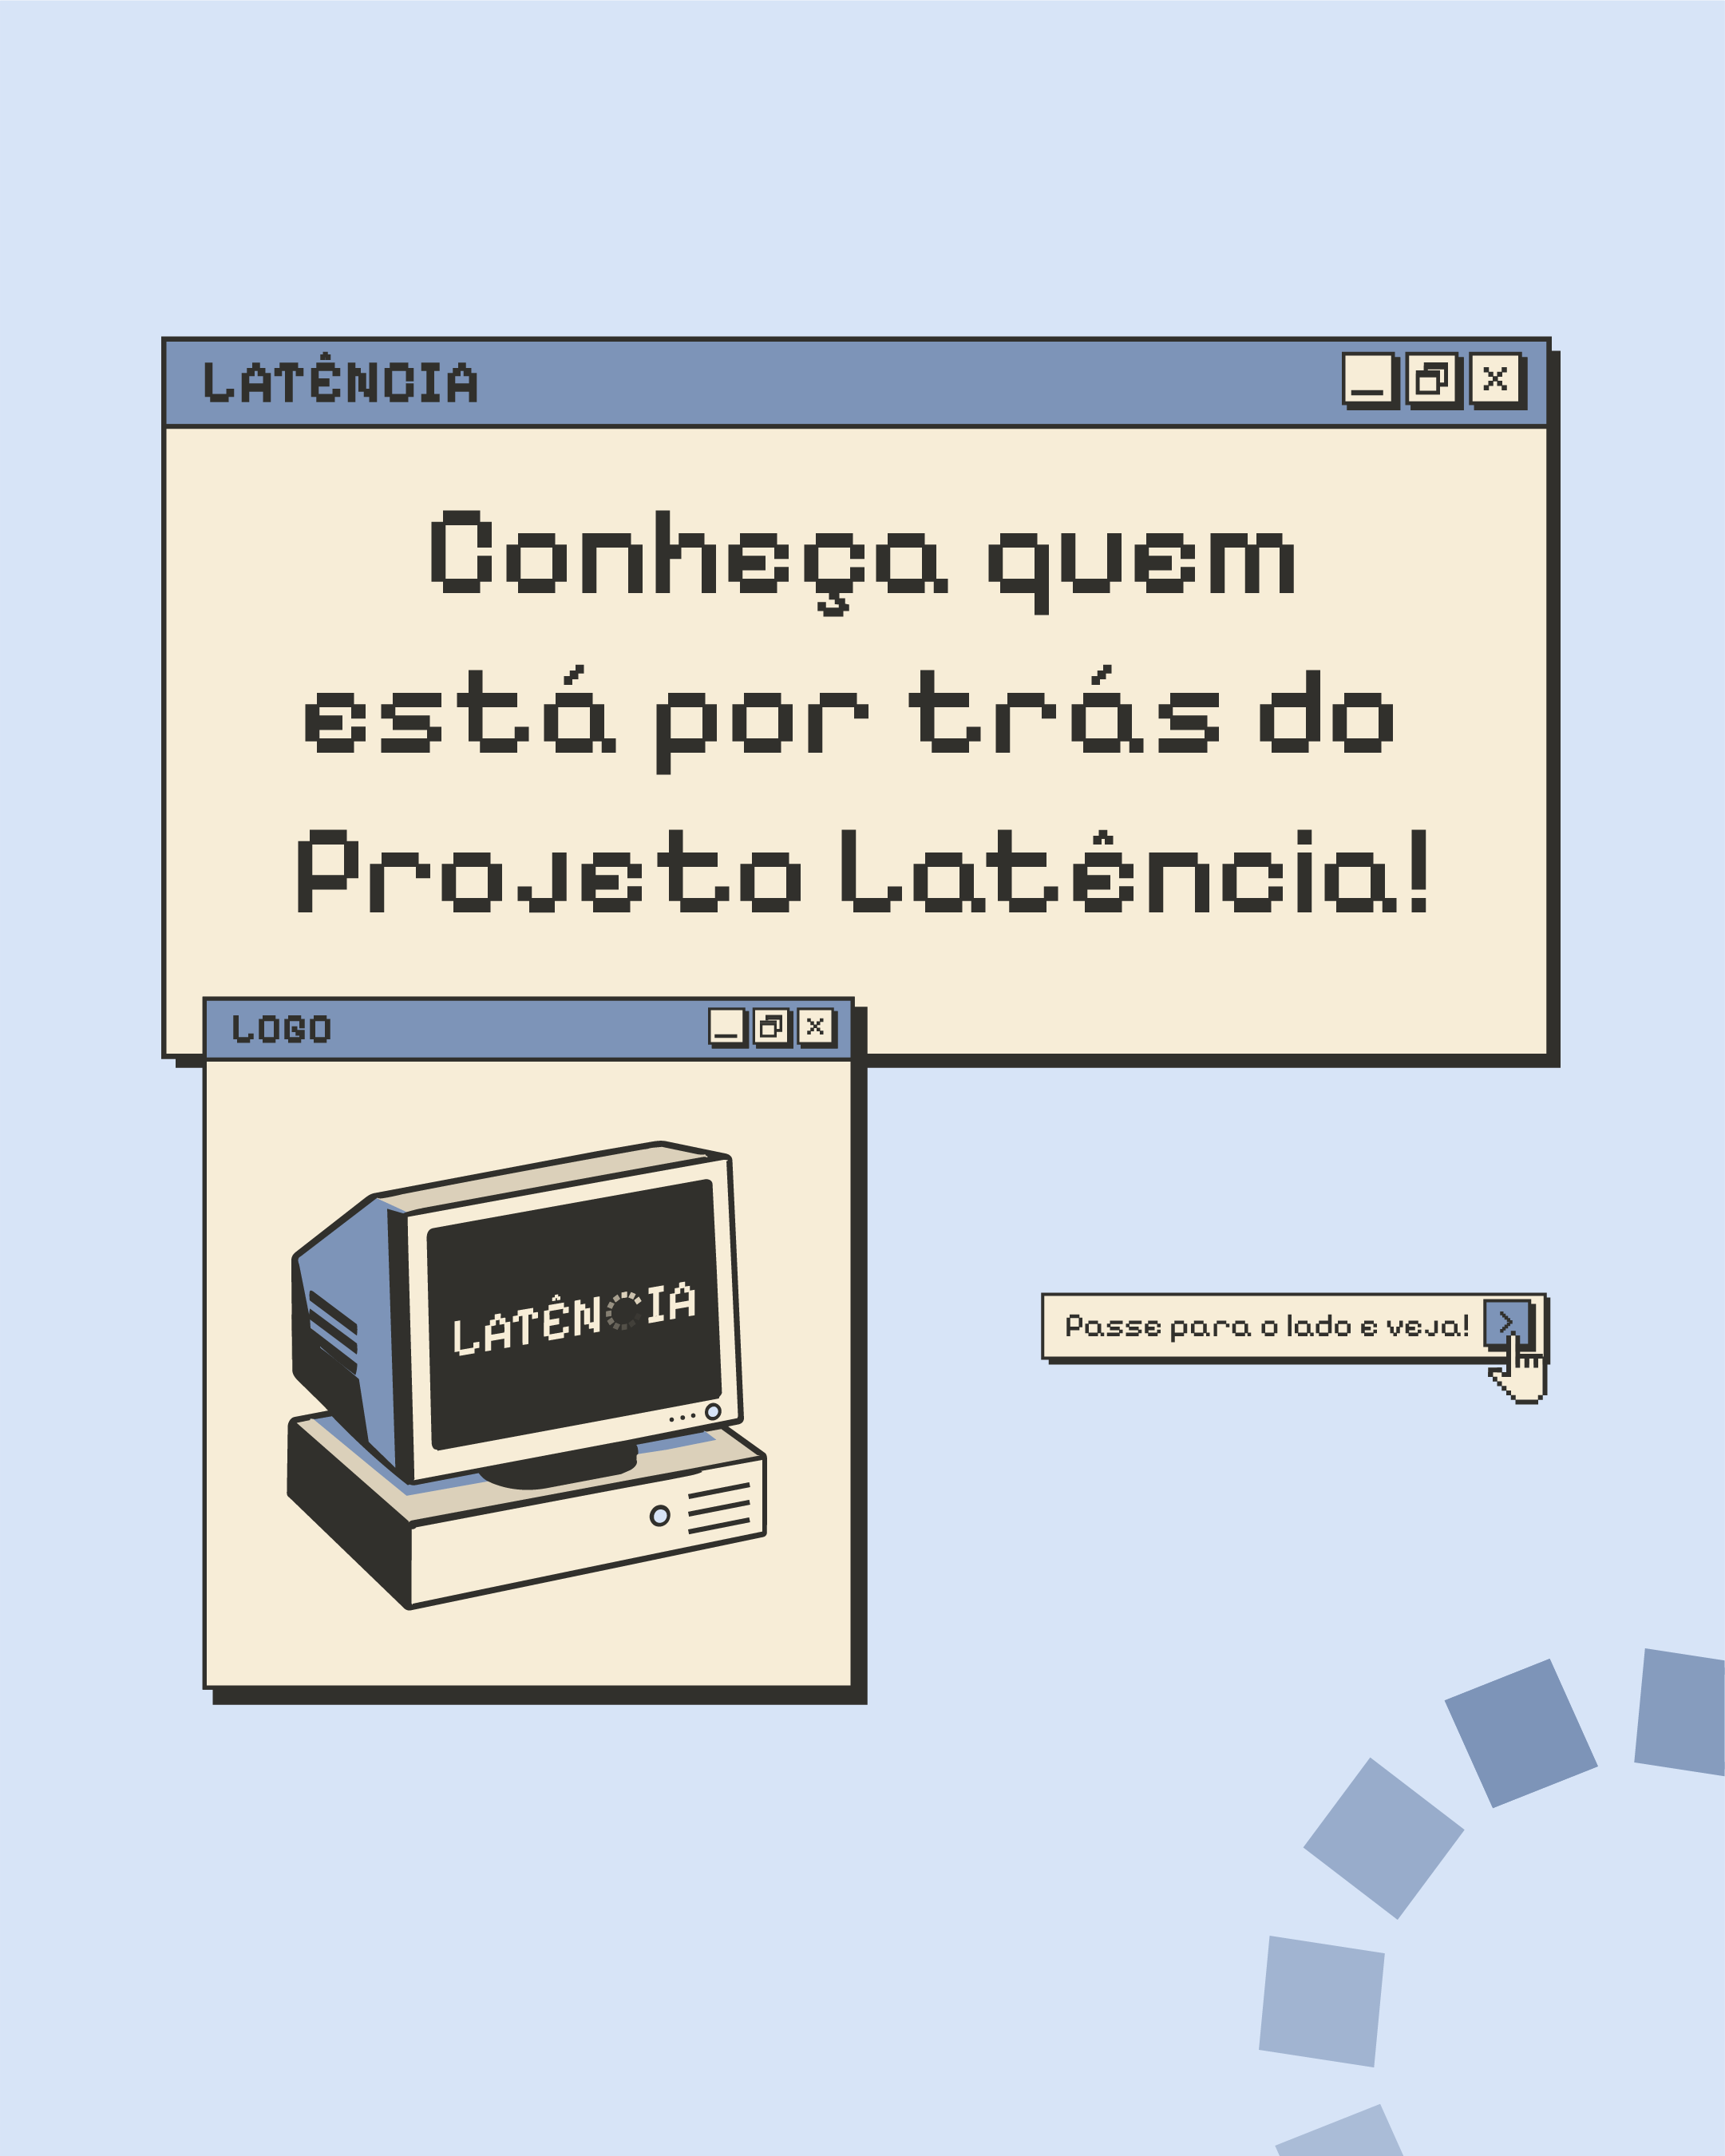 LATÊNCIA
Conheça quem
está por trás do
Projeto Latência!
LOGO
LATÊNCIA
Passe para o lado e veja!